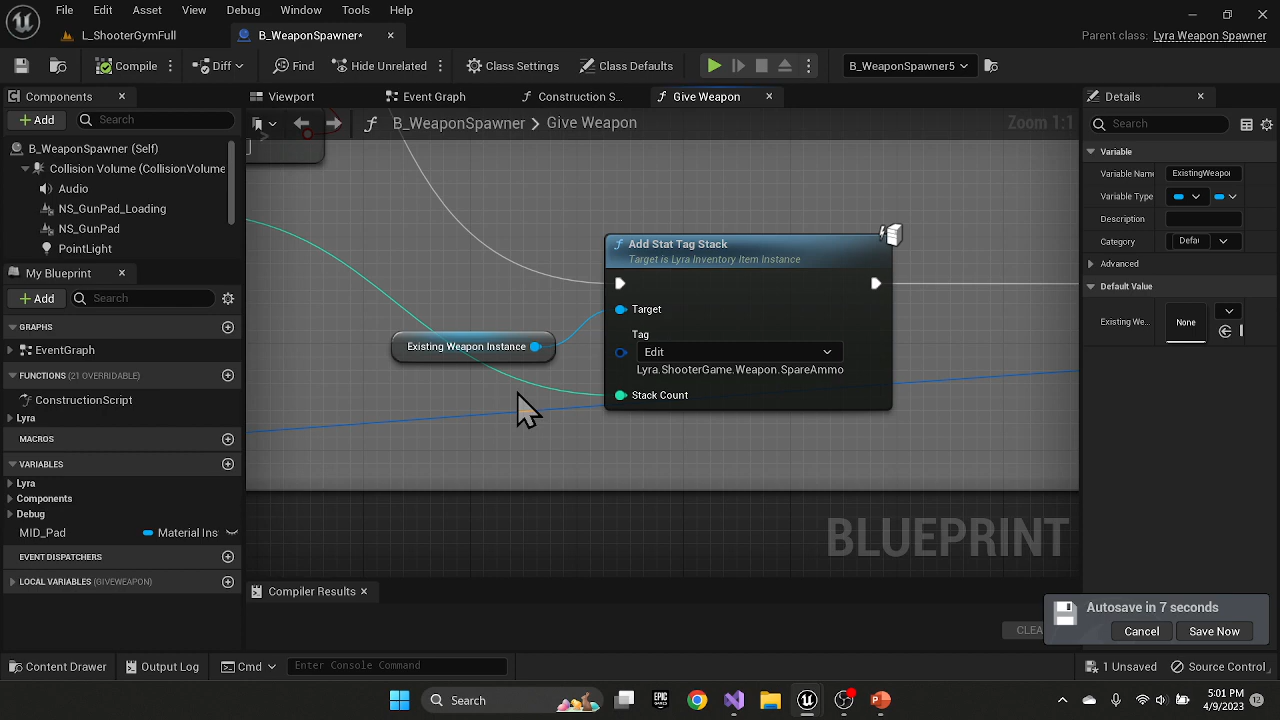 File Edit Asset View Debug Window Tools Help
L_ShooterGymFull
B_WeaponSpawner*
Parent class: Lyra Weapon Spawner
Compile
Diff
Find
Hide Unrelated
Class Settings
Class Defaults
B_WeaponSpawner5
Components
Add
Search
B_WeaponSpawner (Self)
Collision Volume (CollisionVolume
Audio
NS_GunPad_Loading
NS_GunPad
PointLight
My Blueprint
Add
Search
GRAPHS
EventGraph
FUNCTIONS (21 OVERRIDABLE)
ConstructionScript
Lyra
MACROS
VARIABLES
Lyra
Components
Debug
MID_Pad
Material Ins
EVENT DISPATCHERS
LOCAL VARIABLES (GIVEWEAPON)
Viewport
Event Graph
Construction S...
Give Weapon
B_WeaponSpawner > Give Weapon
Zoom 1:1
Add Stat Tag Stack
Target is Lyra Inventory Item Instance
Target
Tag
Edit
Lyra.ShooterGame.Weapon.SpareAmmo
Stack Count
Existing Weapon Instance
BLUEPRINT
Compiler Results
CLEA
Details
Search
Variable
Variable Name
ExistingWeapon
Variable Type
Description
Category
Defau
Advanced
Default Value
Existing We...
None
Autosave in 7 seconds
Cancel
Save Now
Content Drawer
Output Log
Cmd
Enter Console Command
1 Unsaved
Source Control
Search
5:01 PM
4/9/2023
12